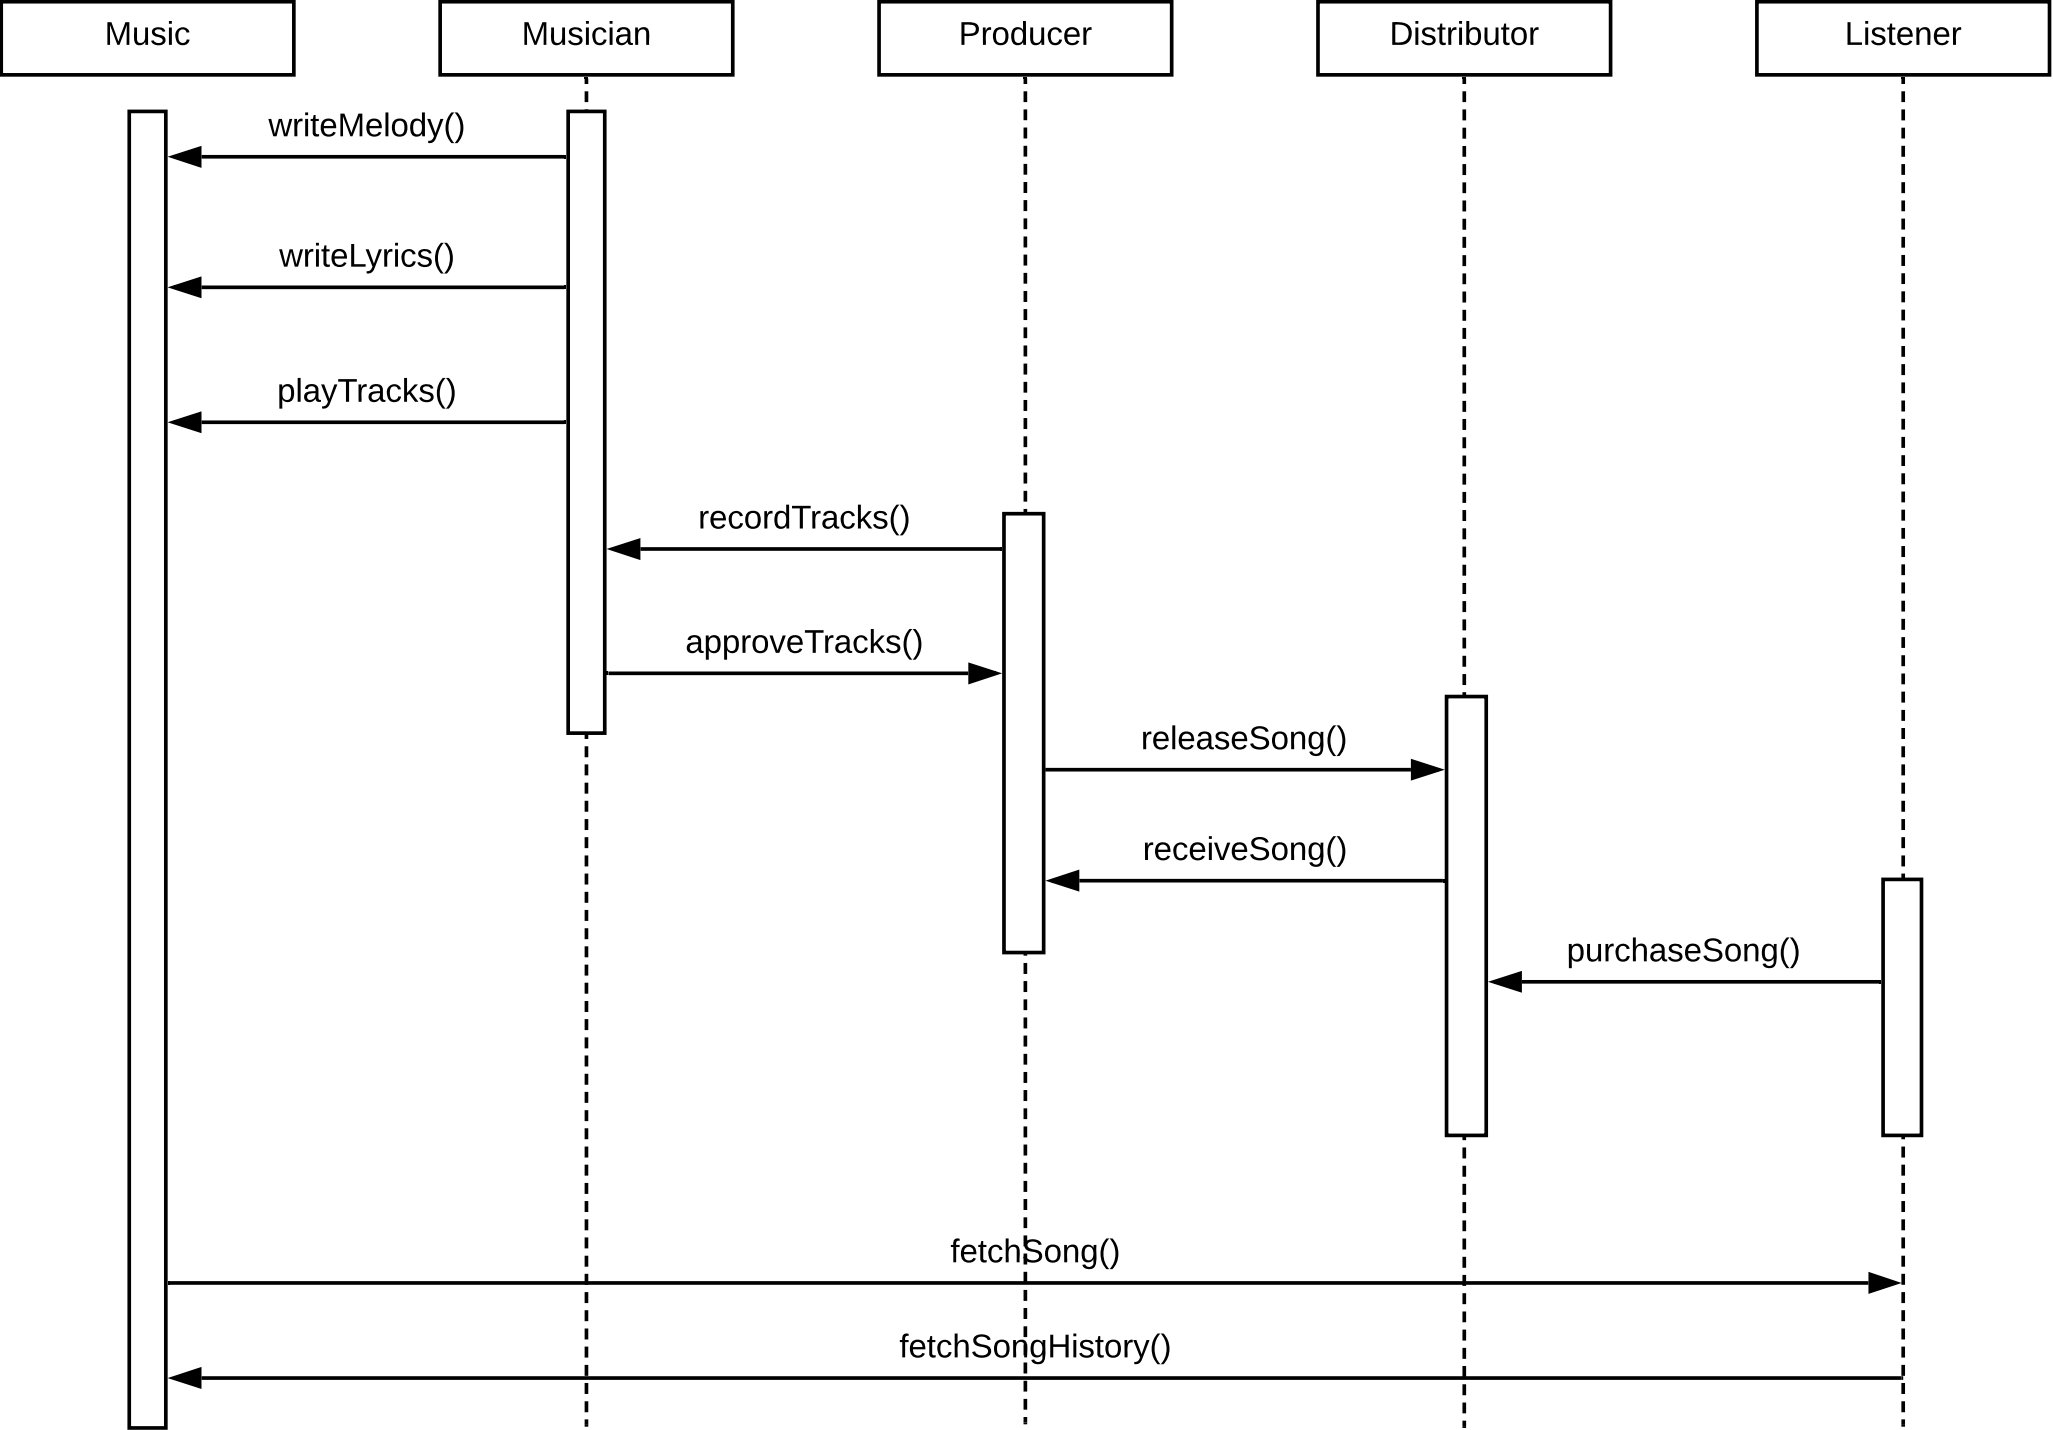 Music
Musician
Producer
Distributor
Listener
writeMelody()
writeLyrics()
playTracks()
recordTracks()
approveTracks()
releaseSong()
receiveSong()
purchaseSong()
fetchSong()
fetchSongHistory()